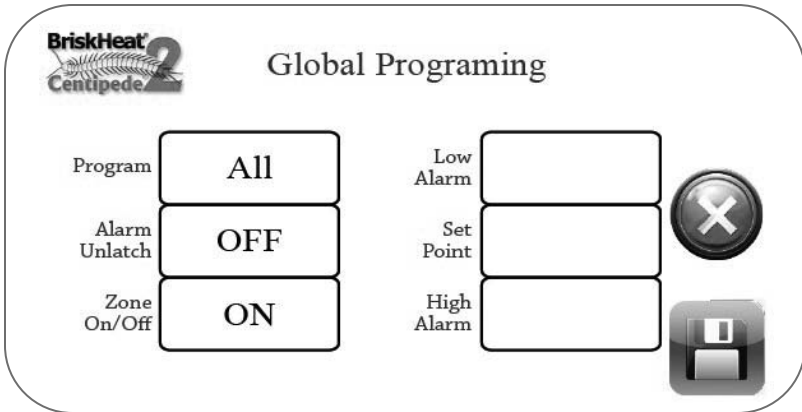 BriskHeat®
Centipede 2
Global Programing
Program
All
Alarm
Unlatch
OFF
Zone
On/Off
ON
Low
Alarm
Set
Point
High
Alarm